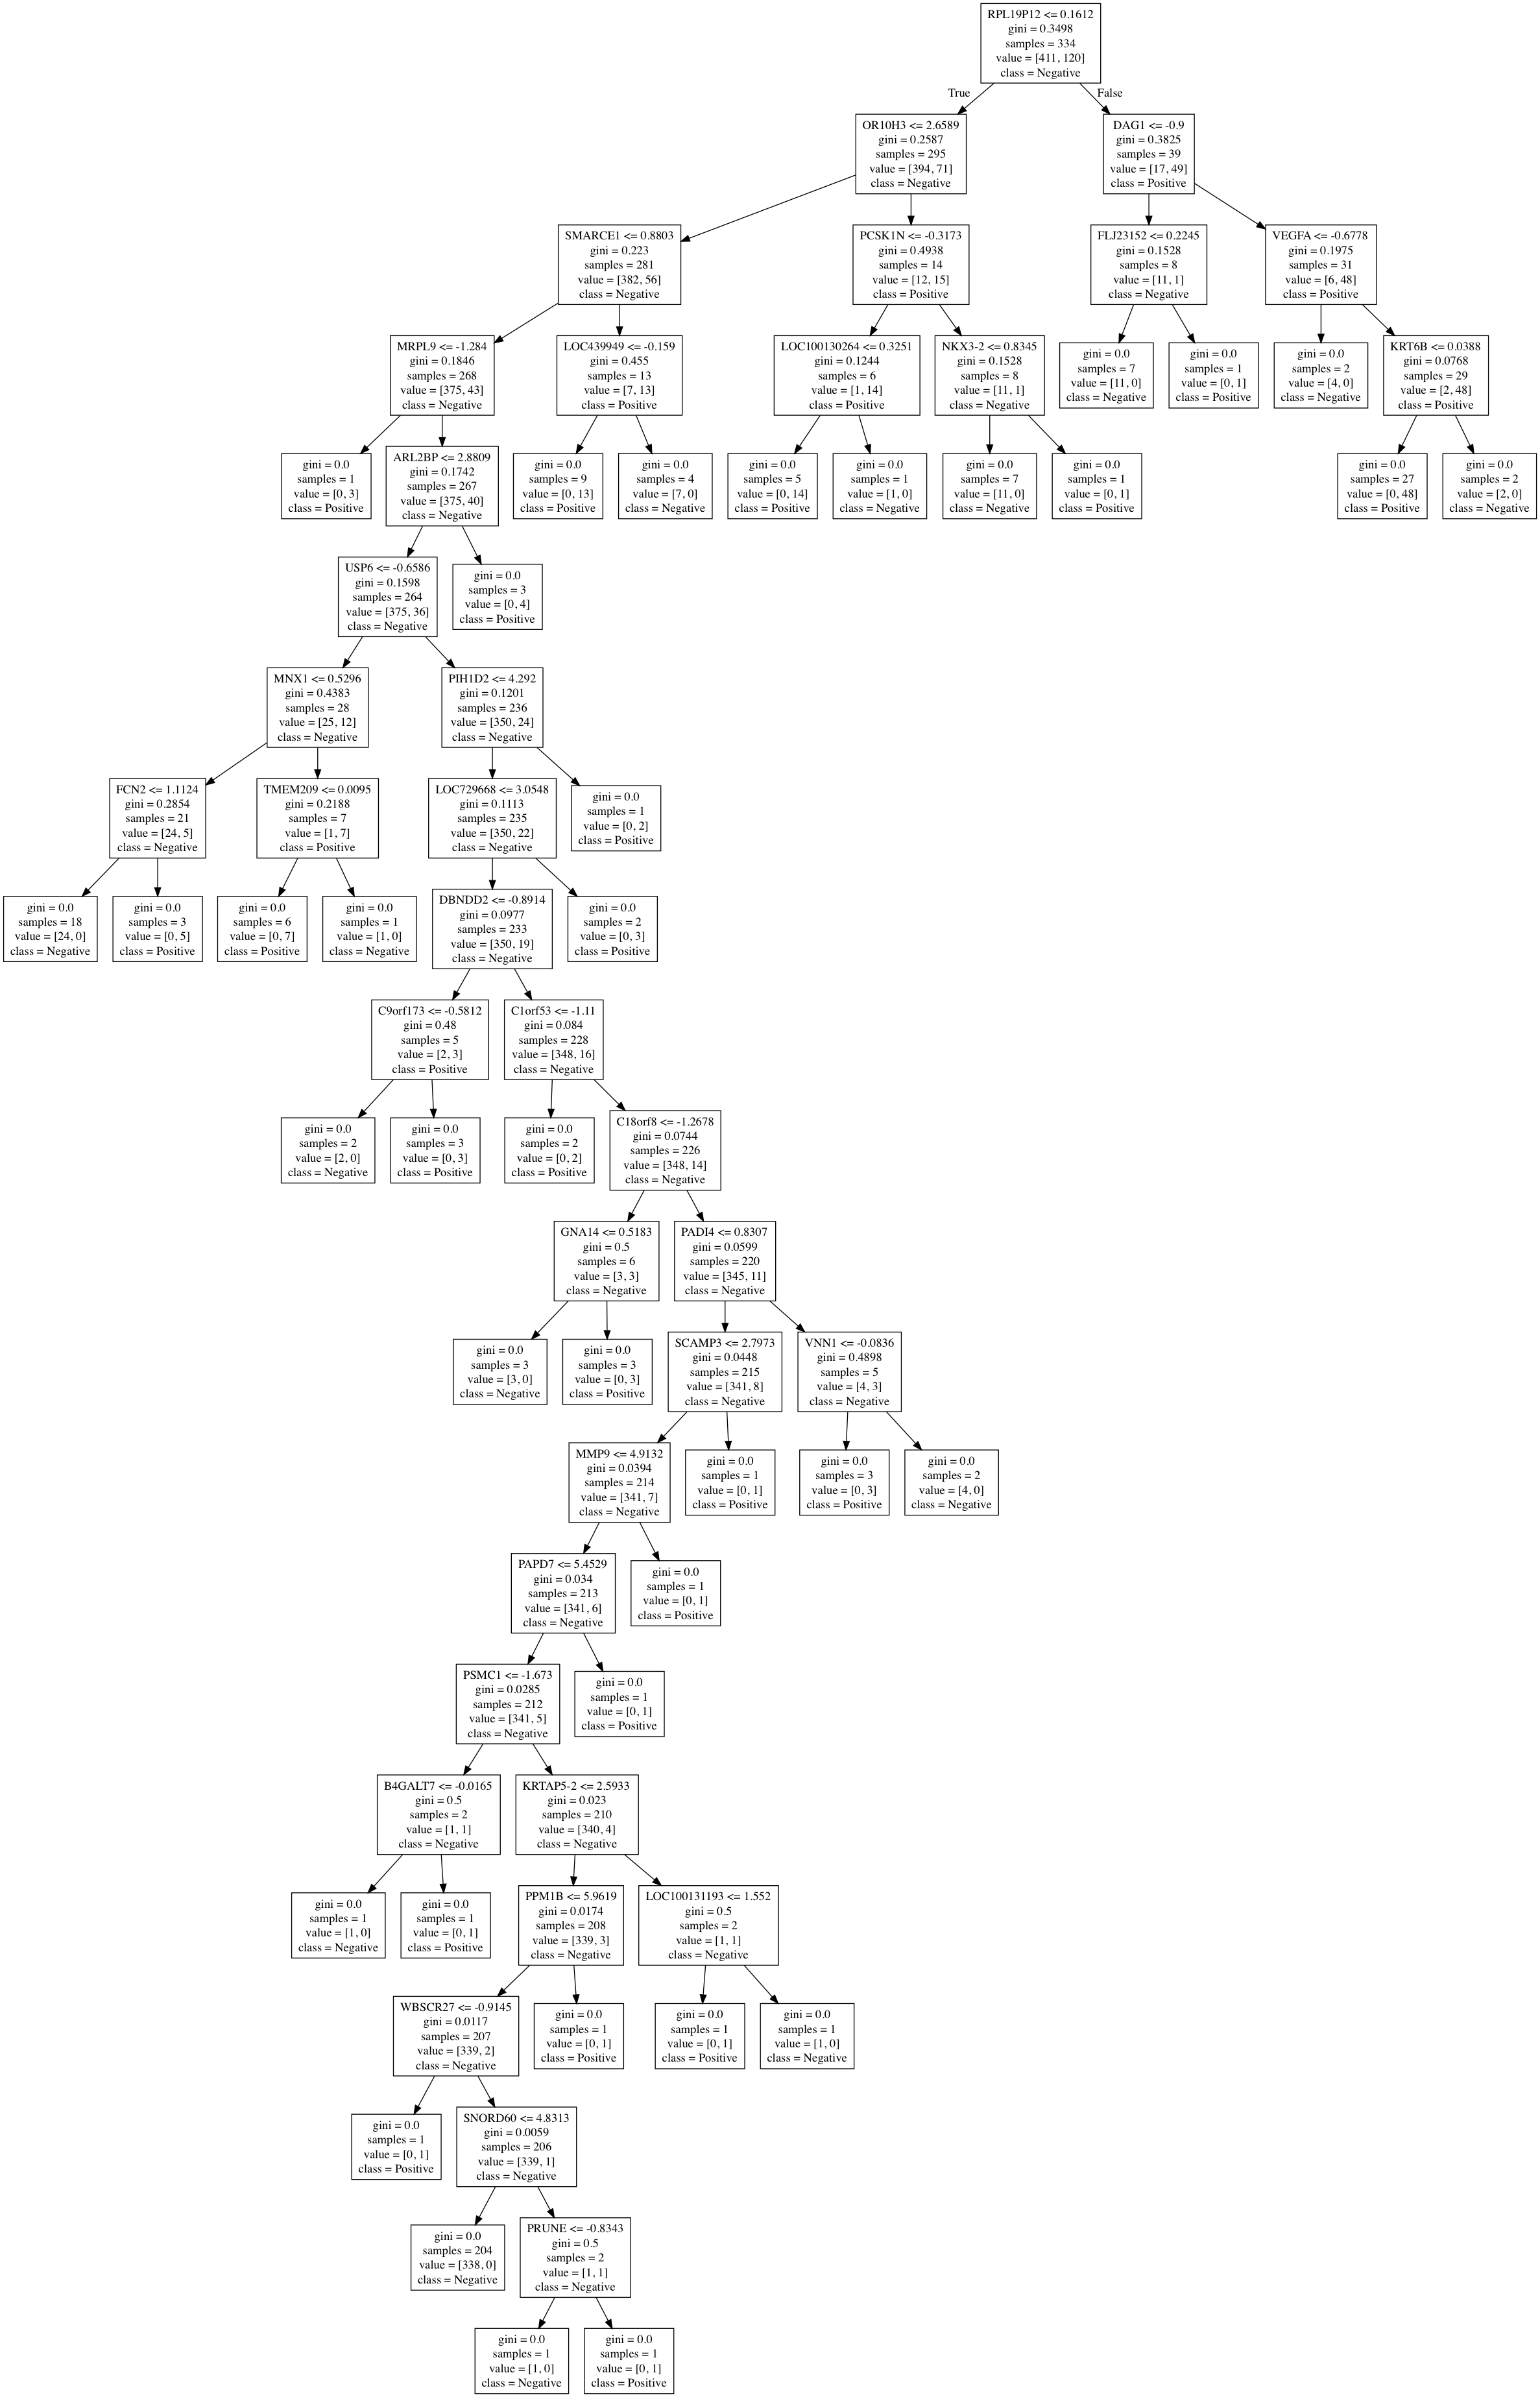 RPL19P12 <= 0.1612
gini = 0.3498
samples = 334
value = [411, 120]
class = Negative
True
False
OR10H3 <= 2.6589
gini = 0.2587
samples = 295
value = [394, 71]
class = Negative
DAG1 <= -0.9
gini = 0.3825
samples = 39
value = [17, 49]
class = Positive
SMARCE1 <= 0.8803
gini = 0.223
samples = 281
value = [382, 56]
class = Negative
PCSK1N <= -0.3173
gini = 0.4938
samples = 14
value = [12, 15]
class = Positive
FLJ23152 <= 0.2245
gini = 0.1528
samples = 8
value = [11, 1]
class = Negative
VEGFA <= -0.6778
gini = 0.1975
samples = 31
value = [6, 48]
class = Positive
MRPL9 <= -1.284
gini = 0.1846
samples = 268
value = [375, 43]
class = Negative
LOC439949 <= -0.159
gini = 0.455
samples = 13
value = [7, 13]
class = Positive
LOC100130264 <= 0.3251
gini = 0.1244
samples = 6
value = [1, 14]
class = Positive
NKX3-2 <= 0.8345
gini = 0.1528
samples = 8
value = [11, 1]
class = Negative
gini = 0.0
samples = 7
value = [11, 0]
class = Negative
gini = 0.0
samples = 1
value = [0, 1]
class = Positive
gini = 0.0
samples = 2
value = [4, 0]
class = Negative
KRT6B <= 0.0388
gini = 0.0768
samples = 29
value = [2, 48]
class = Positive
gini = 0.0
samples = 1
value = [0, 3]
class = Positive
ARL2BP <= 2.8809
gini = 0.1742
samples = 267
value = [375, 40]
class = Negative
gini = 0.0
samples = 9
value = [0, 13]
class = Positive
gini = 0.0
samples = 4
value = [7, 0]
class = Negative
gini = 0.0
samples = 5
value = [0, 14]
class = Positive
gini = 0.0
samples = 1
value = [1, 0]
class = Negative
gini = 0.0
samples = 7
value = [11, 0]
class = Negative
gini = 0.0
samples = 1
value = [0, 1]
class = Positive
gini = 0.0
samples = 27
value = [0, 48]
class = Positive
gini = 0.0
samples = 2
value = [2, 0]
class = Negative
USP6 <= -0.6586
gini = 0.1598
samples = 264
value = [375, 36]
class = Negative
gini = 0.0
samples = 3
value = [0, 4]
class = Positive
MNX1 <= 0.5296
gini = 0.4383
samples = 28
value = [25, 12]
class = Negative
PIH1D2 <= 4.292
gini = 0.1201
samples = 236
value = [350, 24]
class = Negative
FCN2 <= 1.1124
gini = 0.2854
samples = 21
value = [24, 5]
class = Negative
TMEM209 <= 0.0095
gini = 0.2188
samples = 7
value = [1, 7]
class = Positive
LOC729668 <= 3.0548
gini = 0.1113
samples = 235
value = [350, 22]
class = Negative
gini = 0.0
samples = 1
value = [0, 2]
class = Positive
gini = 0.0
samples = 18
value = [24, 0]
class = Negative
gini = 0.0
samples = 3
value = [0, 5]
class = Positive
gini = 0.0
samples = 6
value = [0, 7]
class = Positive
gini = 0.0
samples = 1
value = [1, 0]
class = Negative
DBNDD2 <= -0.8914
gini = 0.0977
samples = 233
value = [350, 19]
class = Negative
gini = 0.0
samples = 2
value = [0, 3]
class = Positive
C9orf173 <= -0.5812
gini = 0.48
samples = 5
value = [2, 3]
class = Positive
C1orf53 <= -1.11
gini = 0.084
samples = 228
value = [348, 16]
class = Negative
gini = 0.0
samples = 2
value = [2, 0]
class = Negative
gini = 0.0
samples = 3
value = [0, 3]
class = Positive
gini = 0.0
samples = 2
value = [0, 2]
class = Positive
C18orf8 <= -1.2678
gini = 0.0744
samples = 226
value = [348, 14]
class = Negative
GNA14 <= 0.5183
gini = 0.5
samples = 6
value = [3, 3]
class = Negative
PADI4 <= 0.8307
gini = 0.0599
samples = 220
value = [345, 11]
class = Negative
gini = 0.0
samples = 3
value = [3, 0]
class = Negative
gini = 0.0
samples = 3
value = [0, 3]
class = Positive
SCAMP3 <= 2.7973
gini = 0.0448
samples = 215
value = [341, 8]
class = Negative
VNN1 <= -0.0836
gini = 0.4898
samples = 5
value = [4, 3]
class = Negative
MMP9 <= 4.9132
gini = 0.0394
samples = 214
value = [341, 7]
class = Negative
gini = 0.0
samples = 1
value = [0, 1]
class = Positive
gini = 0.0
samples = 3
value = [0, 3]
class = Positive
gini = 0.0
samples = 2
value = [4, 0]
class = Negative
PAPD7 <= 5.4529
gini = 0.034
samples = 213
value = [341, 6]
class = Negative
gini = 0.0
samples = 1
value = [0, 1]
class = Positive
PSMC1 <= -1.673
gini = 0.0285
samples = 212
value = [341, 5]
class = Negative
gini = 0.0
samples = 1
value = [0, 1]
class = Positive
B4GALT7 <= -0.0165
gini = 0.5
samples = 2
value = [1, 1]
class = Negative
KRTAP5-2 <= 2.5933
gini = 0.023
samples = 210
value = [340, 4]
class = Negative
gini = 0.0
samples = 1
value = [1, 0]
class = Negative
gini = 0.0
samples = 1
value = [0, 1]
class = Positive
PPM1B <= 5.9619
gini = 0.0174
samples = 208
value = [339, 3]
class = Negative
LOC100131193 <= 1.552
gini = 0.5
samples = 2
value = [1, 1]
class = Negative
WBSCR27 <= -0.9145
gini = 0.0117
samples = 207
value = [339, 2]
class = Negative
gini = 0.0
samples = 1
value = [0, 1]
class = Positive
gini = 0.0
samples = 1
value = [0, 1]
class = Positive
gini = 0.0
samples = 1
value = [1, 0]
class = Negative
gini = 0.0
samples = 1
value = [0, 1]
class = Positive
SNORD60 <= 4.8313
gini = 0.0059
samples = 206
value = [339, 1]
class = Negative
gini = 0.0
samples = 204
value = [338, 0]
class = Negative
PRUNE <= -0.8343
gini = 0.5
samples = 2
value = [1, 1]
class = Negative
gini = 0.0
samples = 1
value = [1, 0]
class = Negative
gini = 0.0
samples = 1
value = [0, 1]
class = Positive